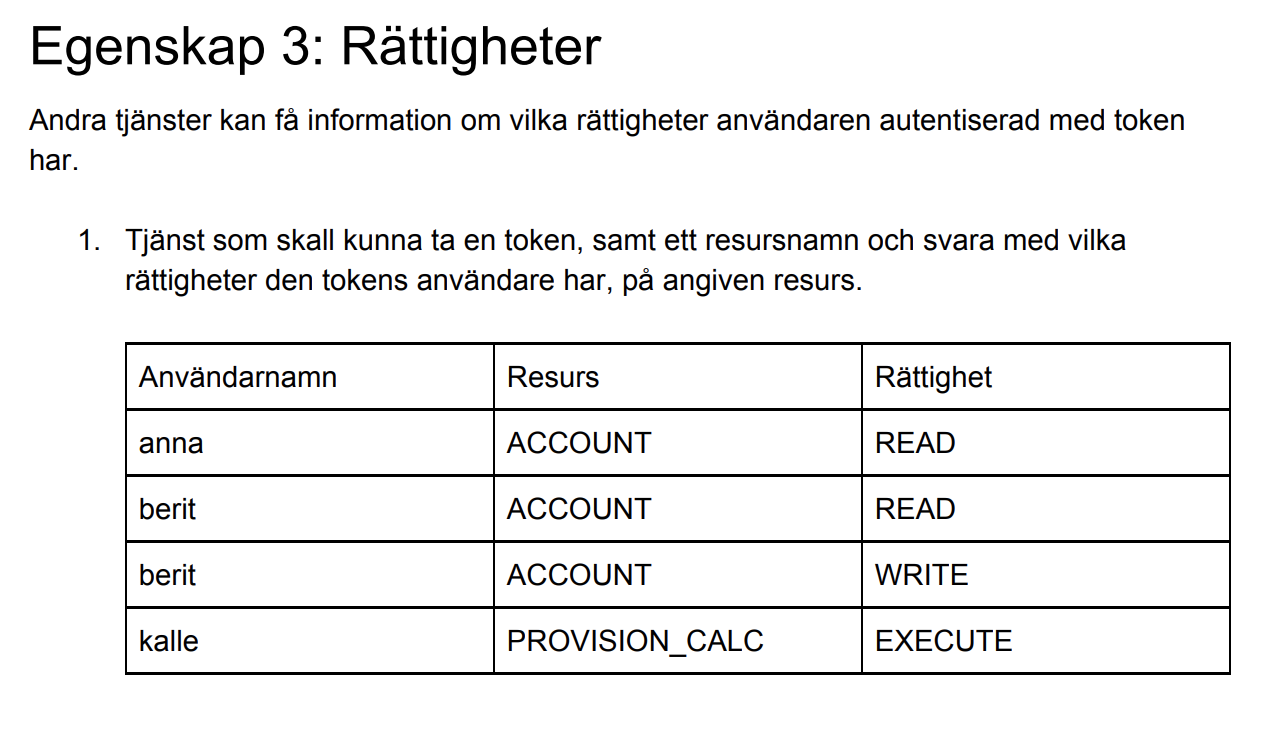 Egenskap 3: Rättigheter
Andra tjänster kan få information om vilka rättigheter användaren autentiserad med token
har.
1. Tjänst som skall kunna ta en token, samt ett resursnamn och svara med vilka
rättigheter den tokens användare har, på angiven resurs.
Användarnamn Resurs Rättighet
anna ACCOUNT READ
berit ACCOUNT READ
berit ACCOUNT WRITE
kalle PROVISION_CALC EXECUTE